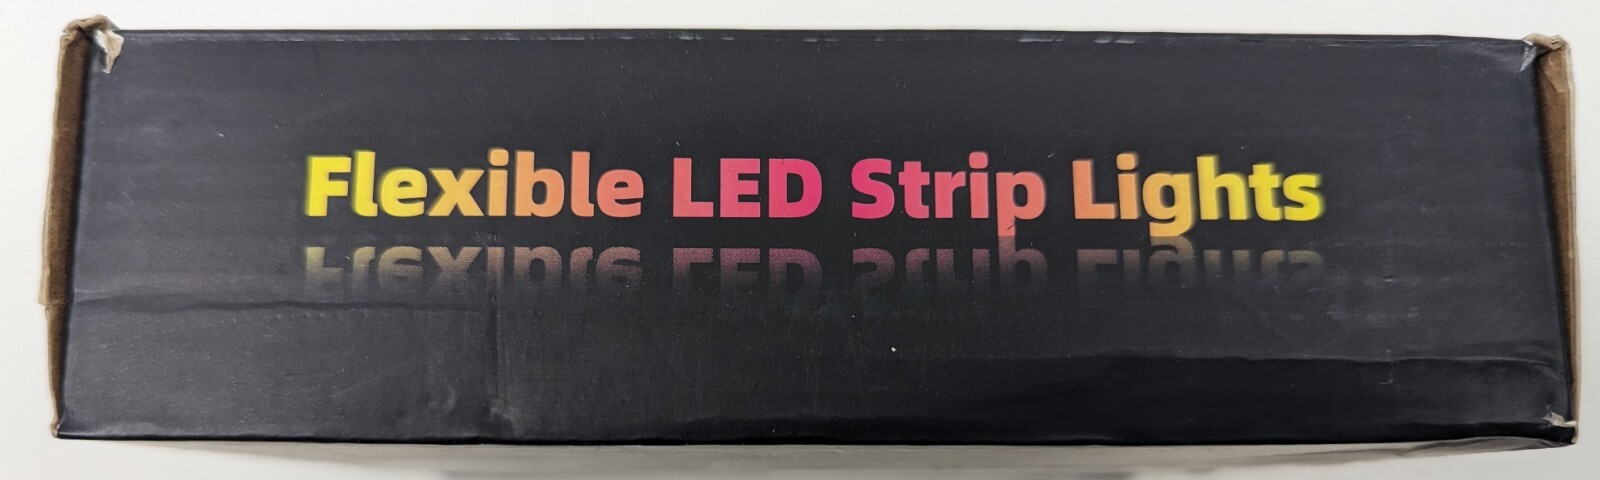 Flexible LED Strip Lights